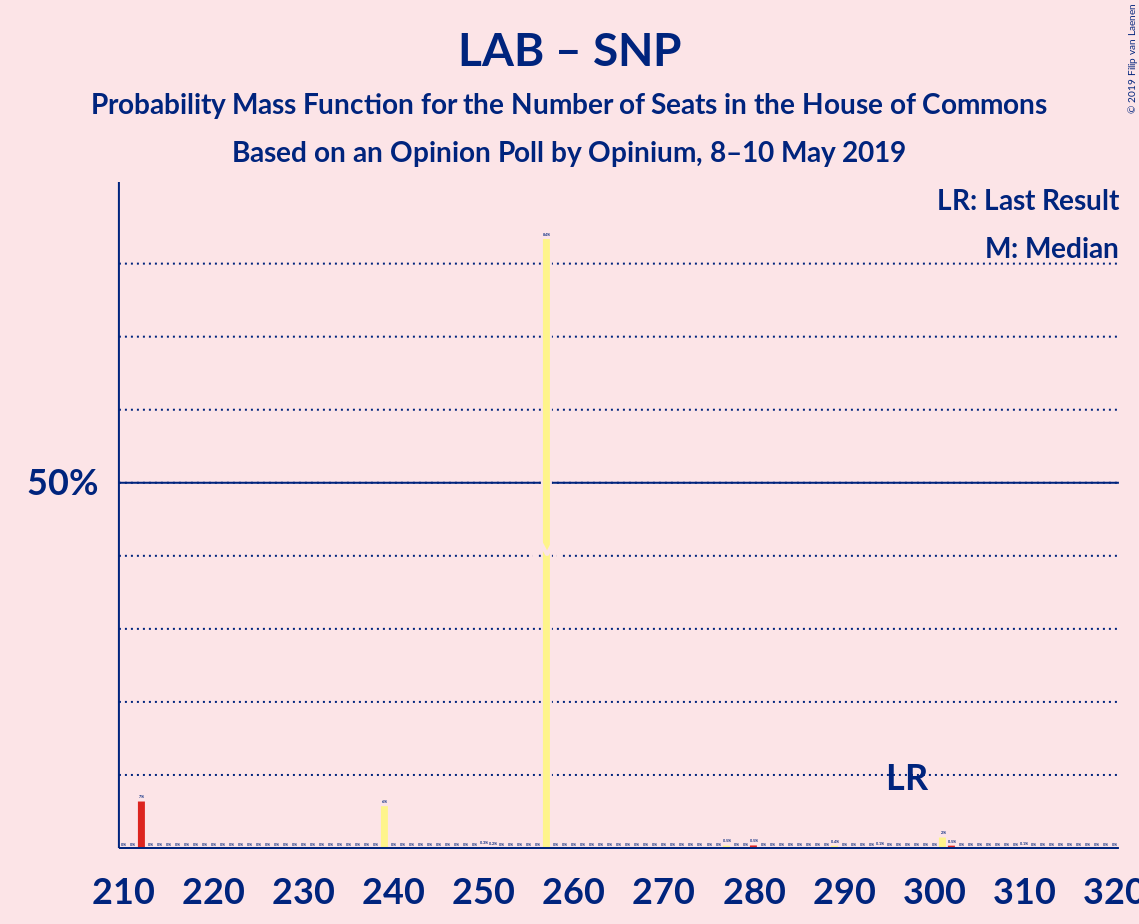 LAB – SNP
Probability Mass Function for the Number of Seats in the House of Commons
Based on an Opinion Poll by Opinium, 8–10 May 2019
© 2019 Filip van Laenen
LR: Last Result
M: Median
50%
LR
210 220 230 240 250 260 270 280 290 300 310 320